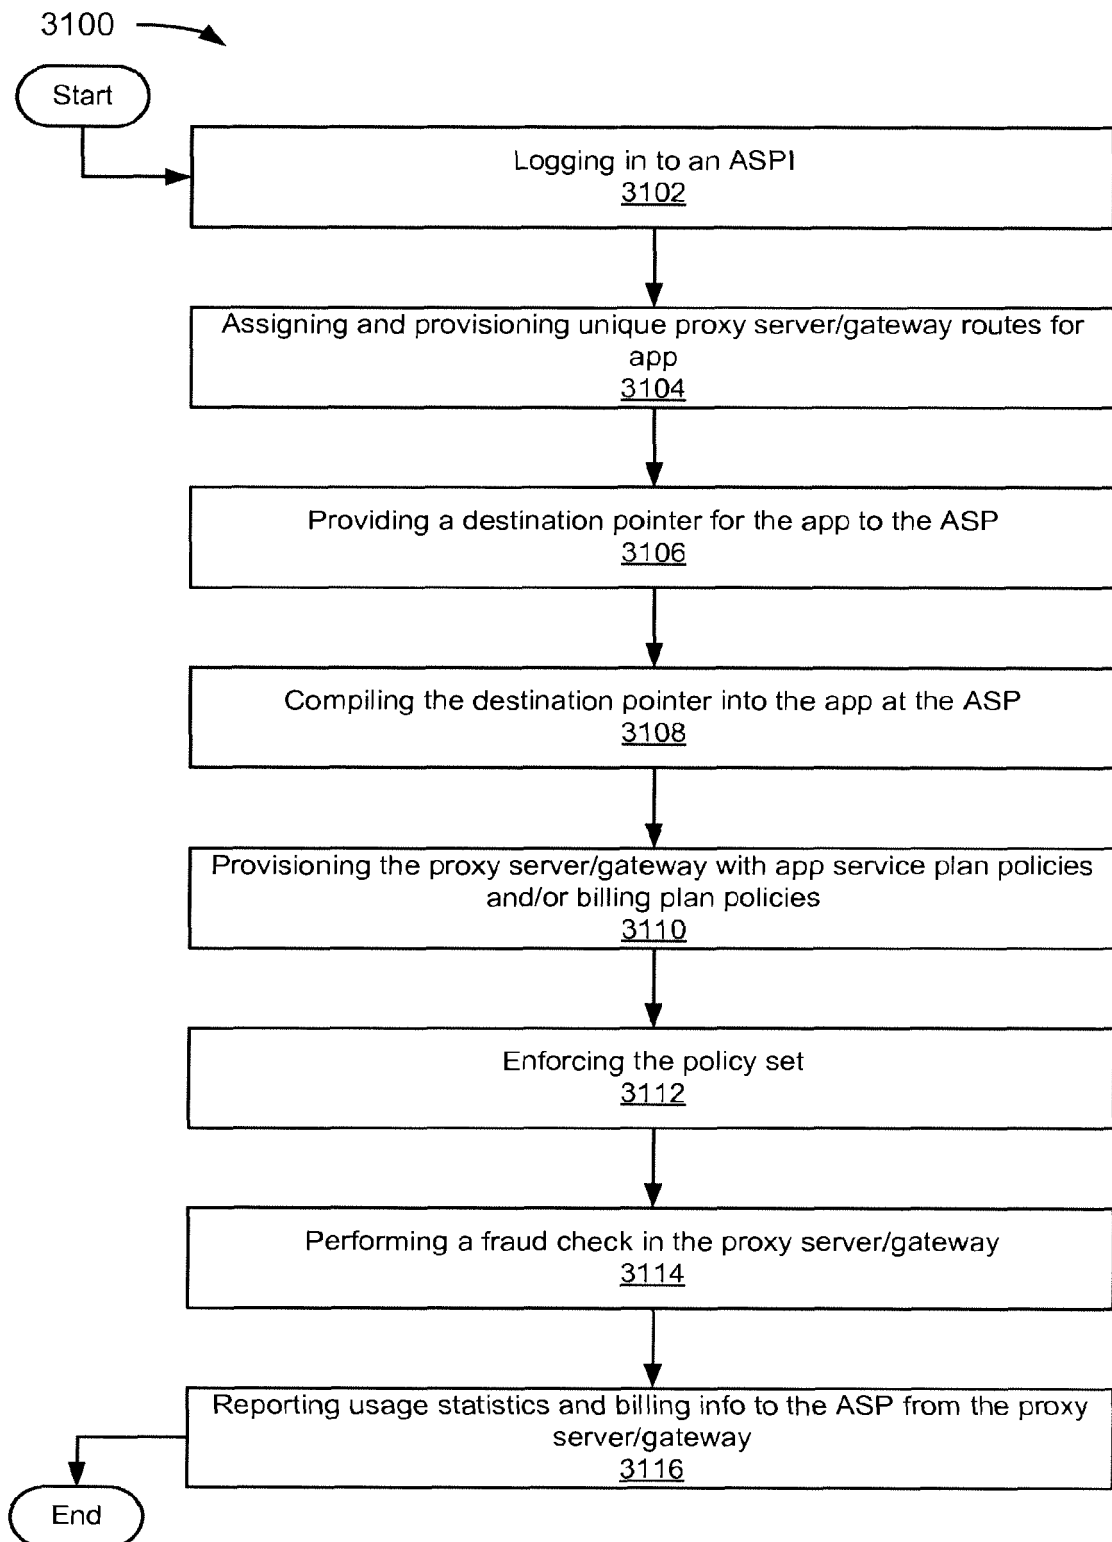 3100
Start
Logging in to an ASPI
3102
Assigning and provisioning unique proxy server/gateway routes for
app
3104
Providing a destination pointer for the app to the ASP
3106
Compiling the destination pointer into the app at the ASP
3108
Provisioning the proxy server/gateway with app service plan policies
and/or billing plan policies
3110
Enforcing the policy set
3112
Performing a fraud check in the proxy server/gateway
3114
Reporting usage statistics and billing info to the ASP from the proxy
server/gateway
3116
End